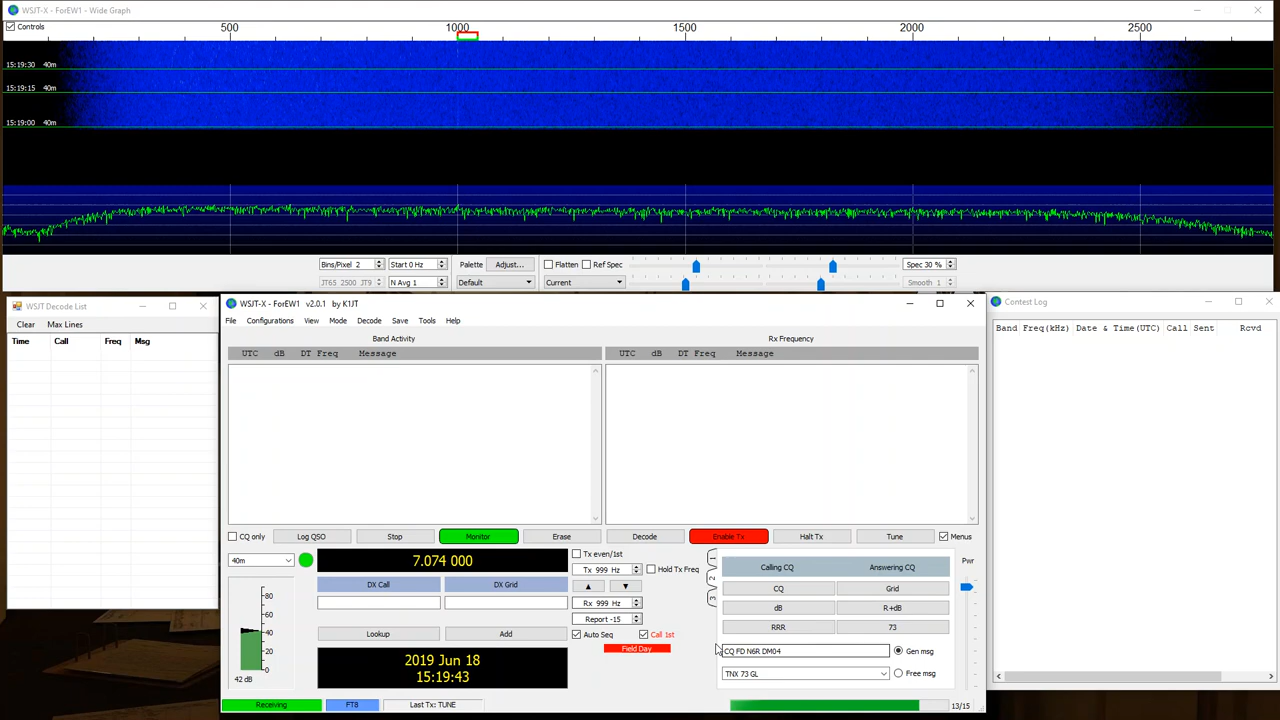 WSJT-X - ForEW1 - Wide Graph
Controls 500 1000 1500 2000 2500
15:19:30 40m
15:19:15 40m
15:19:00 40m
Bins/Pixel 2 Start 0 Hz Palette Adjust... Flatten Ref Spec Spec 30 %
JT65 2500 JT9 N Avg 1 Default Current Smooth 1
WSJT Decode List
Clear Max Lines
Time Call Freq Msg
WSJT-X - ForEW1 v2.0.1 by K1JT
File Configurations View Mode Decode Save Tools Help
Band Activity Rx Frequency
UTC dB DT Freq Message UTC dB DT Freq Message
CQ only Log QSO Stop Monitor Erase Decode Enable Tx Halt Tx Tune Menus
40m 7.074 000 Tx even/1st
Tx 999 Hz Hold Tx Freq
DX Call DX Grid
Rx 999 Hz
Report -15
Lookup Add Auto Seq Call 1st
Field Day
2019 Jun 18
15:19:43
80
60
40
20
0
42 dB
1
2
3
Calling CQ Answering CQ Pwr
CQ Grid
dB R+dB
RRR 73
CQ FD N6R DM04 Gen msg
TNX 73 GL Free msg
Receiving FT8 Last Tx: TUNE 13/15
Contest Log
Band Freq(kHz) Date & Time(UTC) Call Sent Rcvd